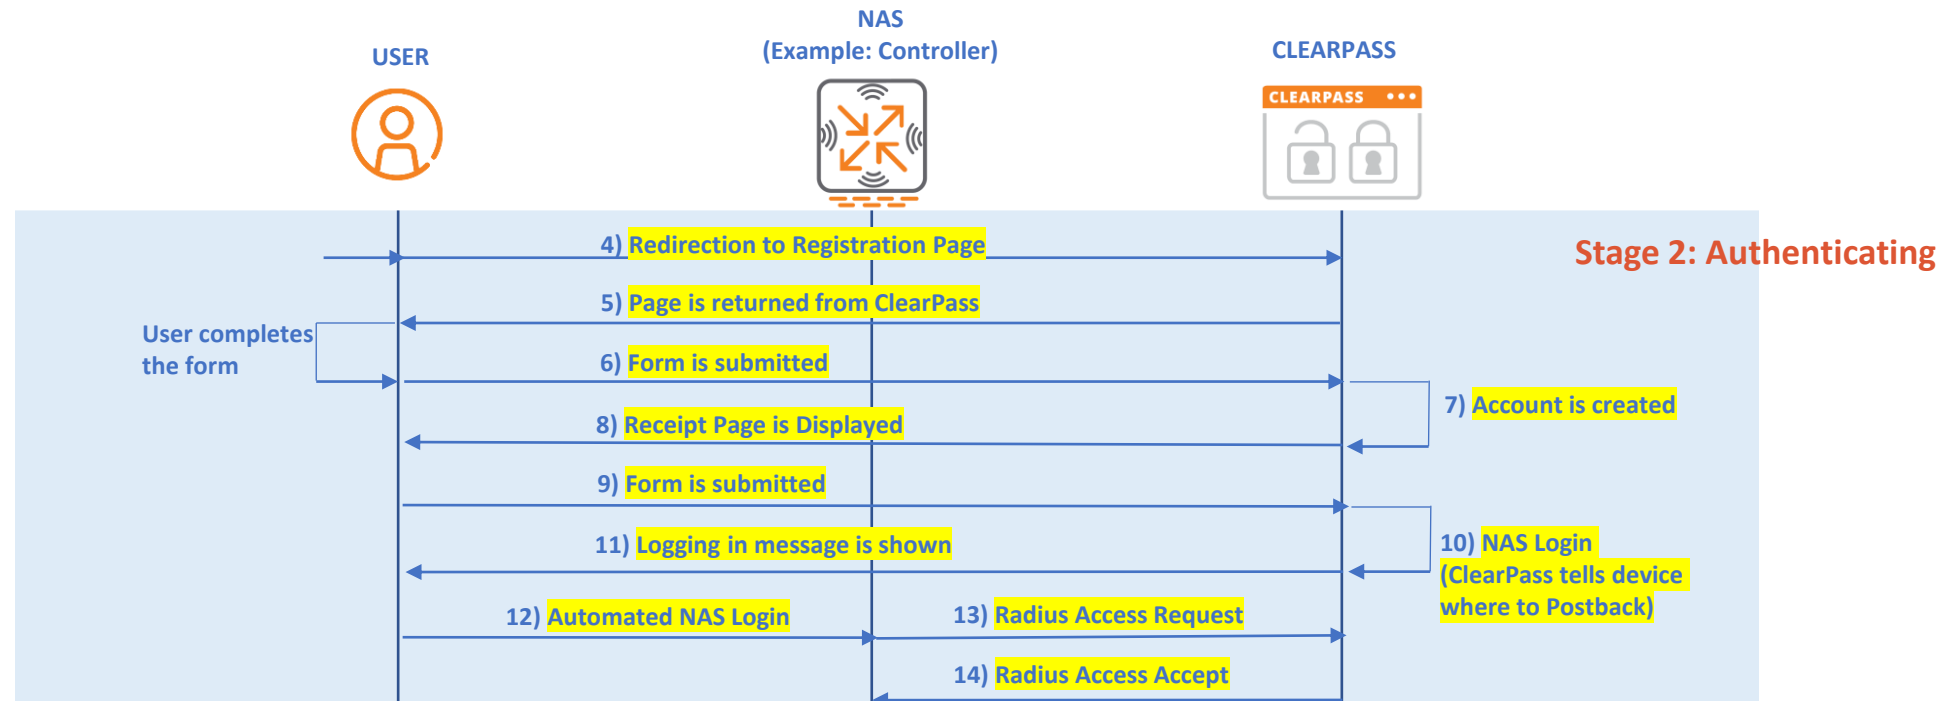 NAS
(Example: Controller)
USER
CLEARPASS
CLEARPASS
4) Redirection to Registration Page
Stage 2: Authenticating
5) Page is returned from ClearPass
User completes
the form
6) Form is submitted
7) Account is created
8) Receipt Page is Displayed
9) Form is submitted
10) NAS Login
(ClearPass tells device
where to Postback)
11) Logging in message is shown
12) Automated NAS Login
13) Radius Access Request
14) Radius Access Accept